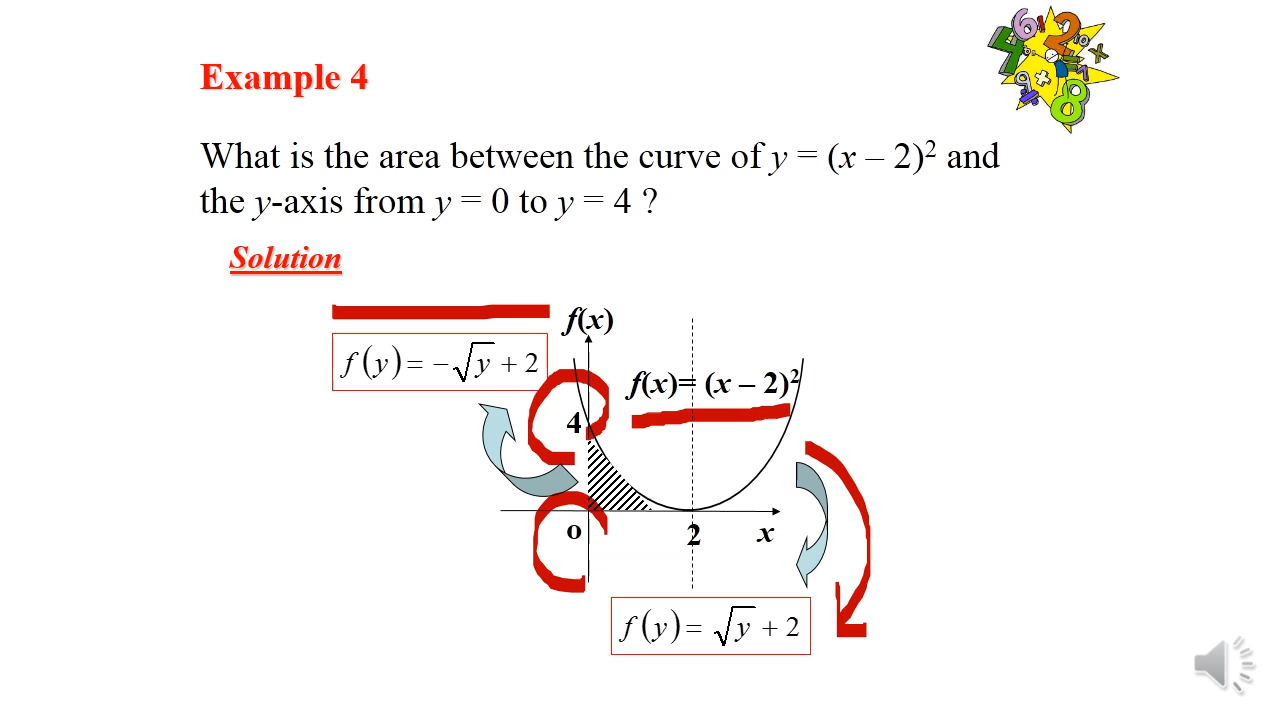 Example 4
What is the area between the curve of y = (x – 2)² and
the y-axis from y = 0 to y = 4 ?
Solution
f(x)
f(y) = −√y + 2
f(x)= (x – 2)²
4
o
2
x
f(y) = √y + 2